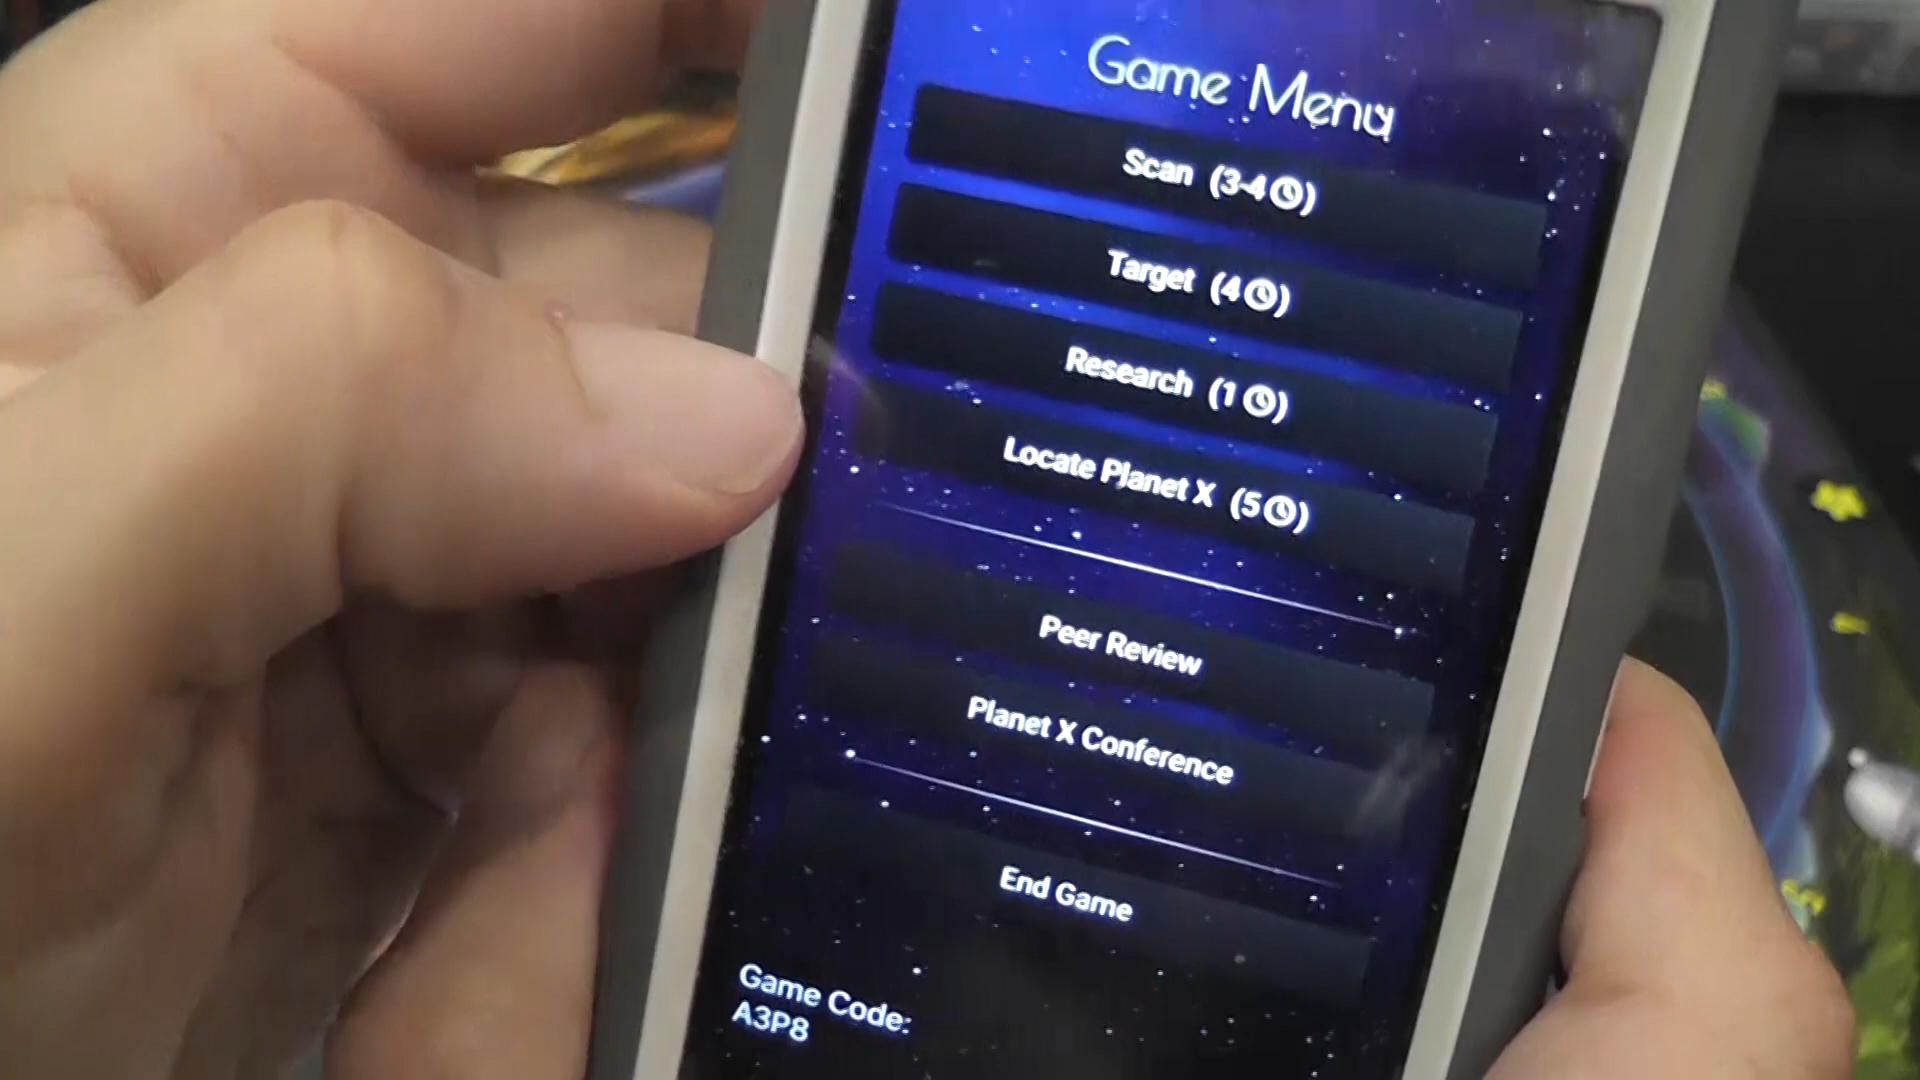 Game Menu
Scan (3-4)
Target (4)
Research (1)
Locate Planet X (5)
Peer Review
Planet X Conference
End Game
Game Code:
A3P8